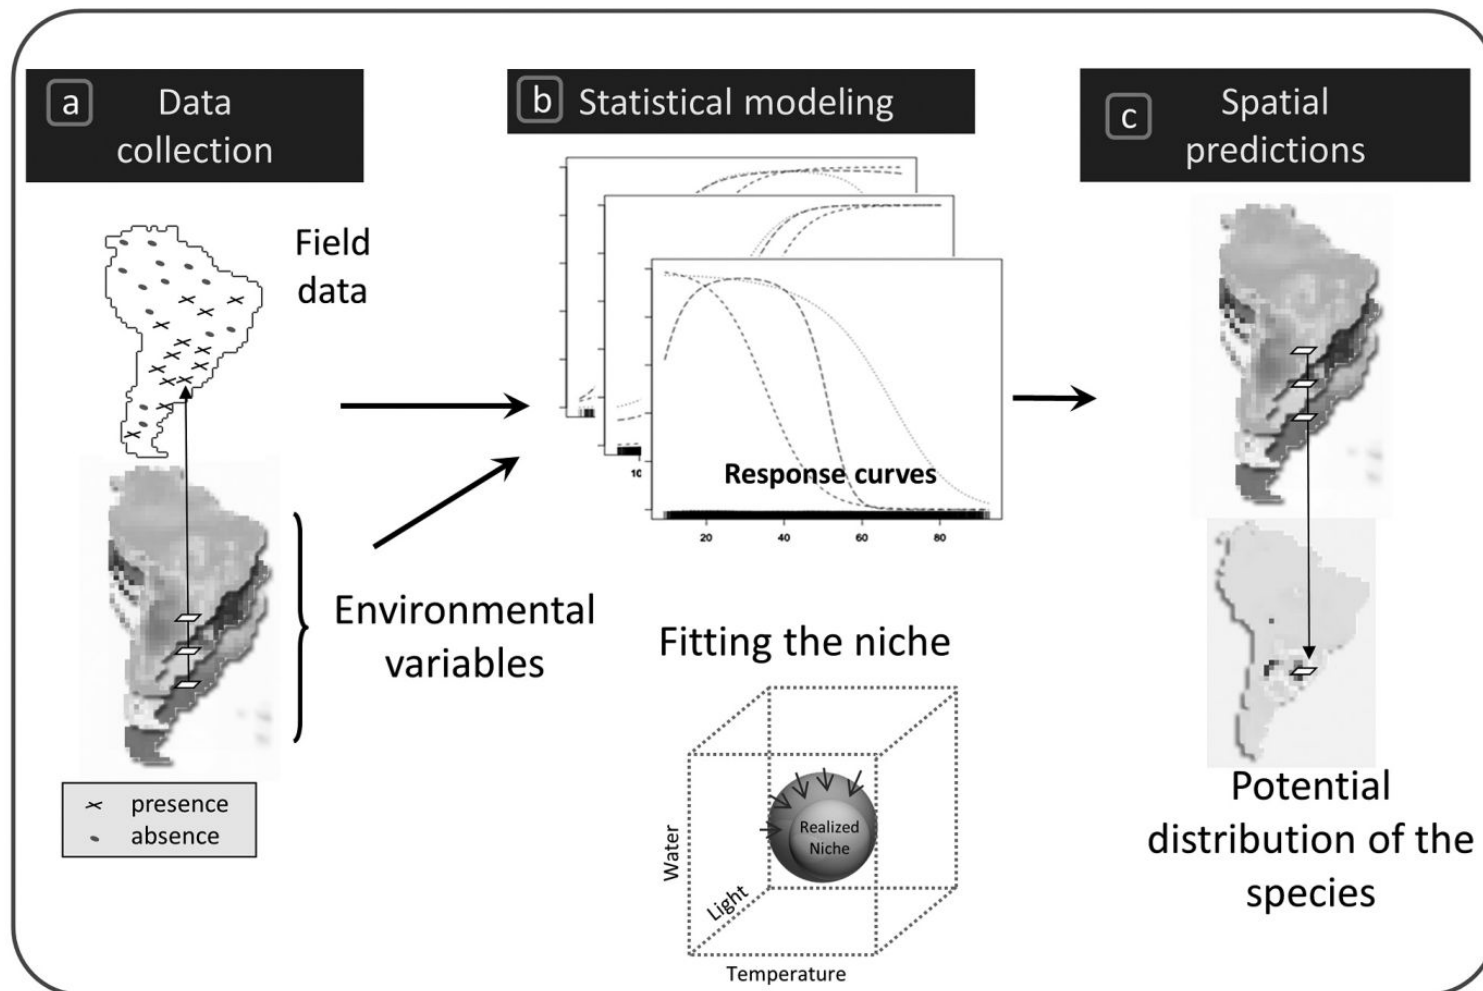 a
Data
collection
Field
data
Environmental
variables
presence
absence
b
Statistical modeling
10
Response curves
20
40
60
80
Fitting the niche
Realized
Niche
Water
Light
Temperature
c
Spatial
predictions
Potential
distribution of the
species